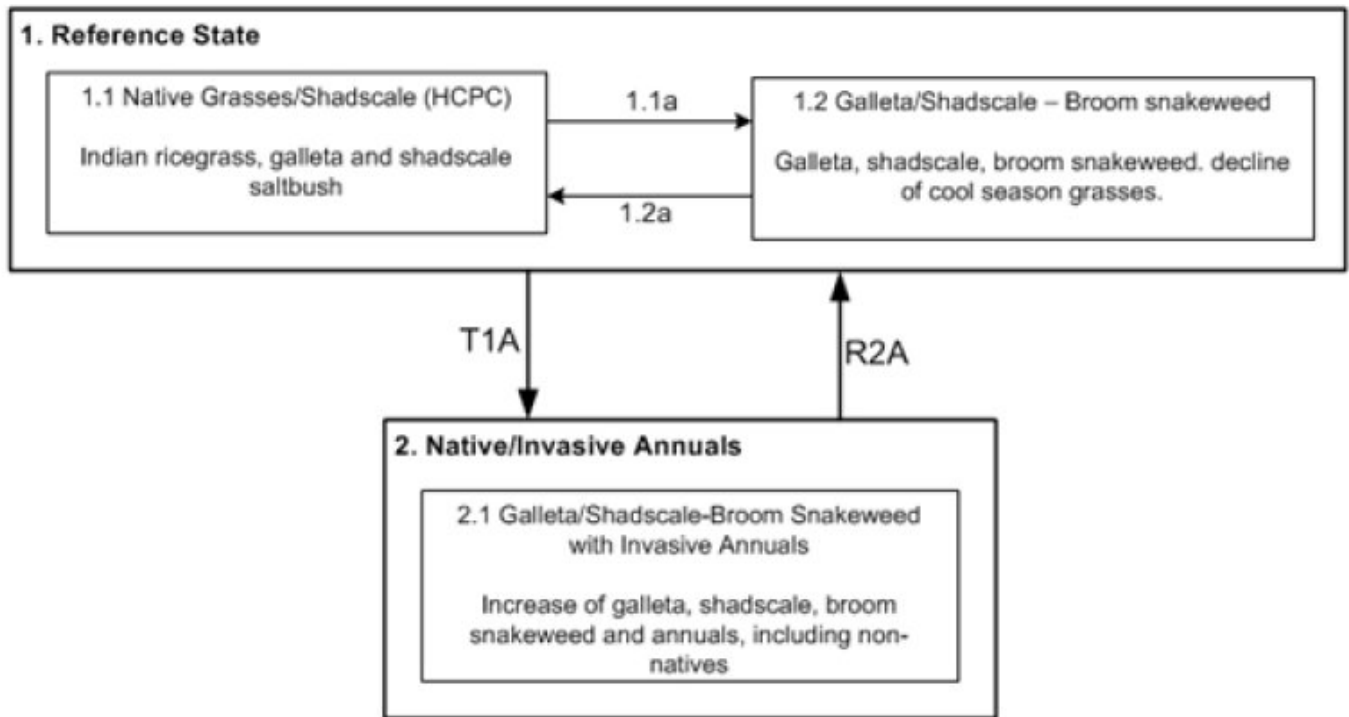 1. Reference State
1.1 Native Grasses/Shadscale (HCPC)
Indian ricegrass, galleta and shadscale
saltbush
1.1a
1.2a
1.2 Galleta/Shadscale – Broom snakeweed
Galleta, shadscale, broom snakeweed. decline
of cool season grasses.
T1A
R2A
2. Native/Invasive Annuals
2.1 Galleta/Shadscale-Broom Snakeweed
with Invasive Annuals
Increase of galleta, shadscale, broom
snakeweed and annuals, including non-
natives